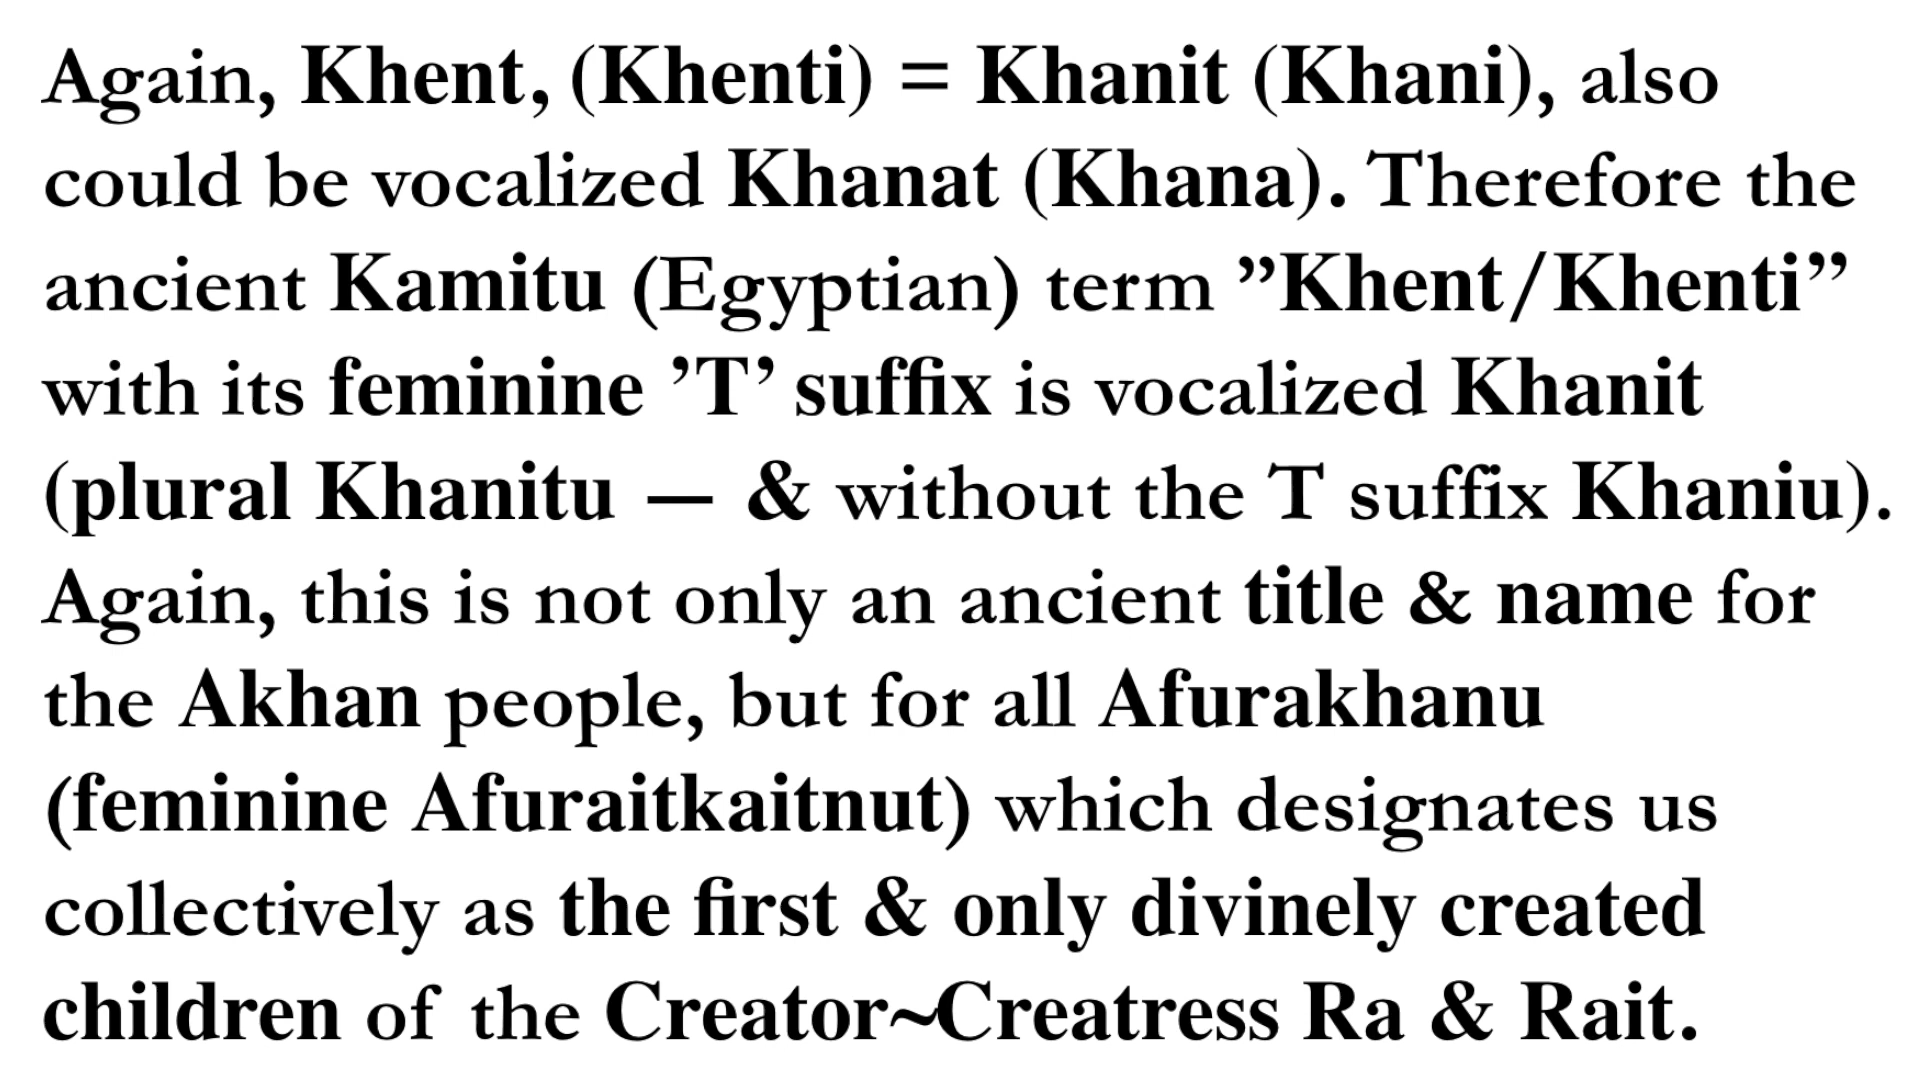 Again, Khent, (Khenti) = Khanit (Khani), also
could be vocalized Khanat (Khana). Therefore the
ancient Kamitu (Egyptian) term ”Khent/Khenti”
with its feminine ’T’ suffix is vocalized Khanit
(plural Khanitu — & without the T suffix Khaniu).
Again, this is not only an ancient title & name for
the Akhan people, but for all Afurakhanu
(feminine Afuraitkaitnut) which designates us
collectively as the first & only divinely created
children of the Creator~Creatress Ra & Rait.